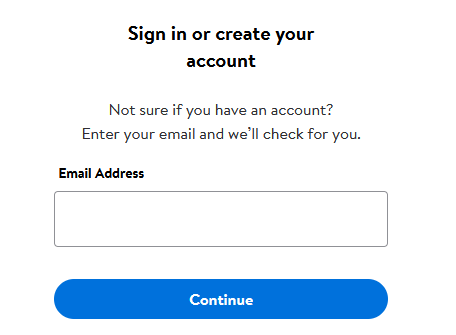 Sign in or create your
account
Not sure if you have an account?
Enter your email and we’ll check for you.
Email Address
Continue